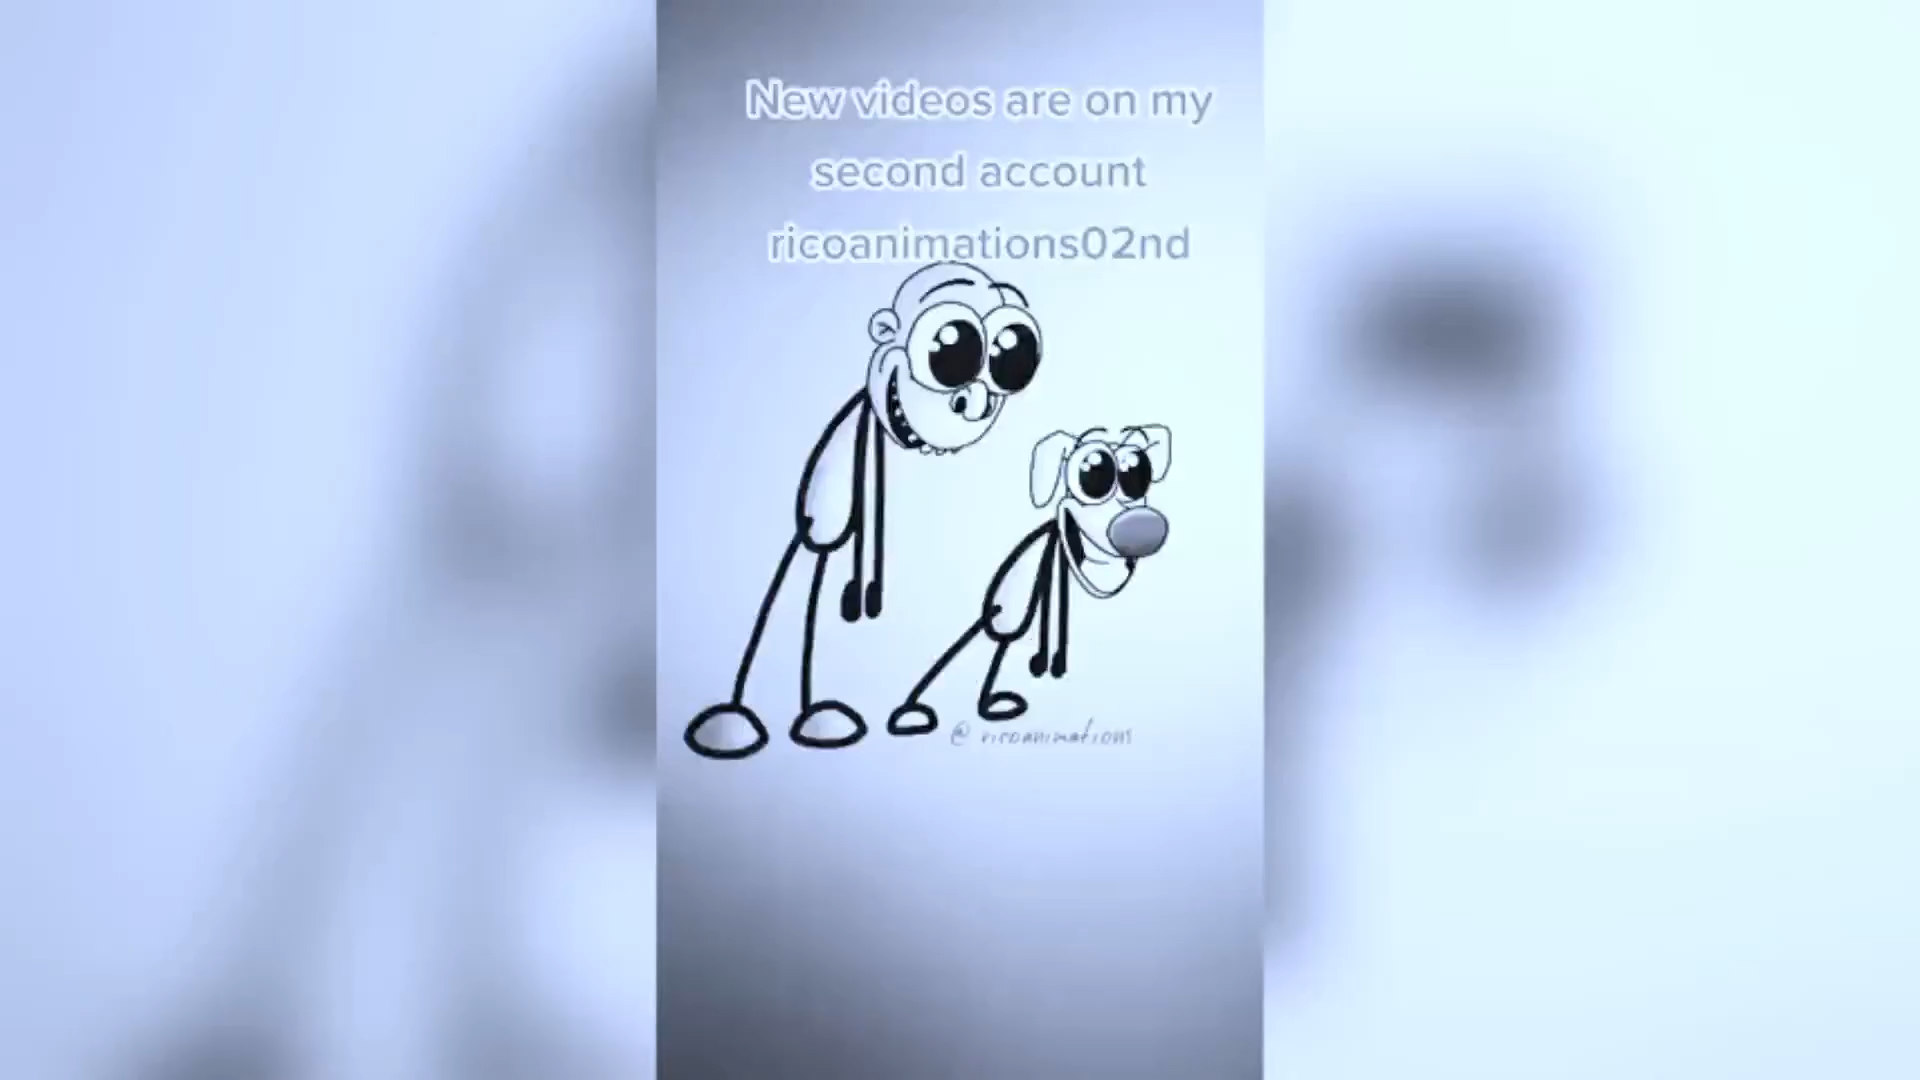 New videos are on my
second account
ricoanimations02nd
@ ricoanimations